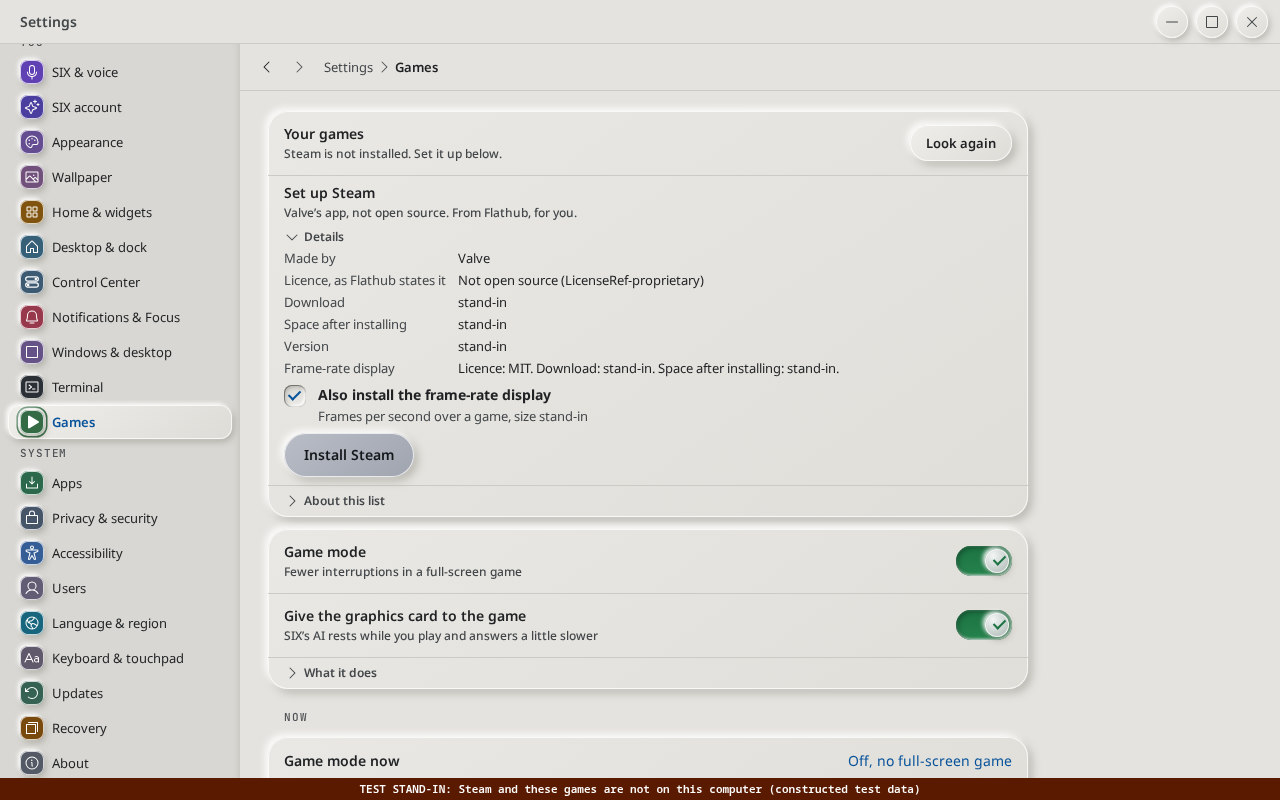 Settings
SIX & voice
SIX account
Appearance
Wallpaper
Home & widgets
Desktop & dock
Control Center
Notifications & Focus
Windows & desktop
Terminal
Games
SYSTEM
Apps
Privacy & security
Accessibility
Users
Language & region
Keyboard & touchpad
Updates
Recovery
About
Settings > Games
Your games
Steam is not installed. Set it up below.
Look again
Set up Steam
Valve’s app, not open source. From Flathub, for you.
Details
Made by Valve
Licence, as Flathub states it Not open source (LicenseRef-proprietary)
Download stand-in
Space after installing stand-in
Version stand-in
Frame-rate display Licence: MIT. Download: stand-in. Space after installing: stand-in.
Also install the frame-rate display
Frames per second over a game, size stand-in
Install Steam
About this list
Game mode
Fewer interruptions in a full-screen game
Give the graphics card to the game
SIX’s AI rests while you play and answers a little slower
What it does
NOW
Game mode now Off, no full-screen game
TEST STAND-IN: Steam and these games are not on this computer (constructed test data)